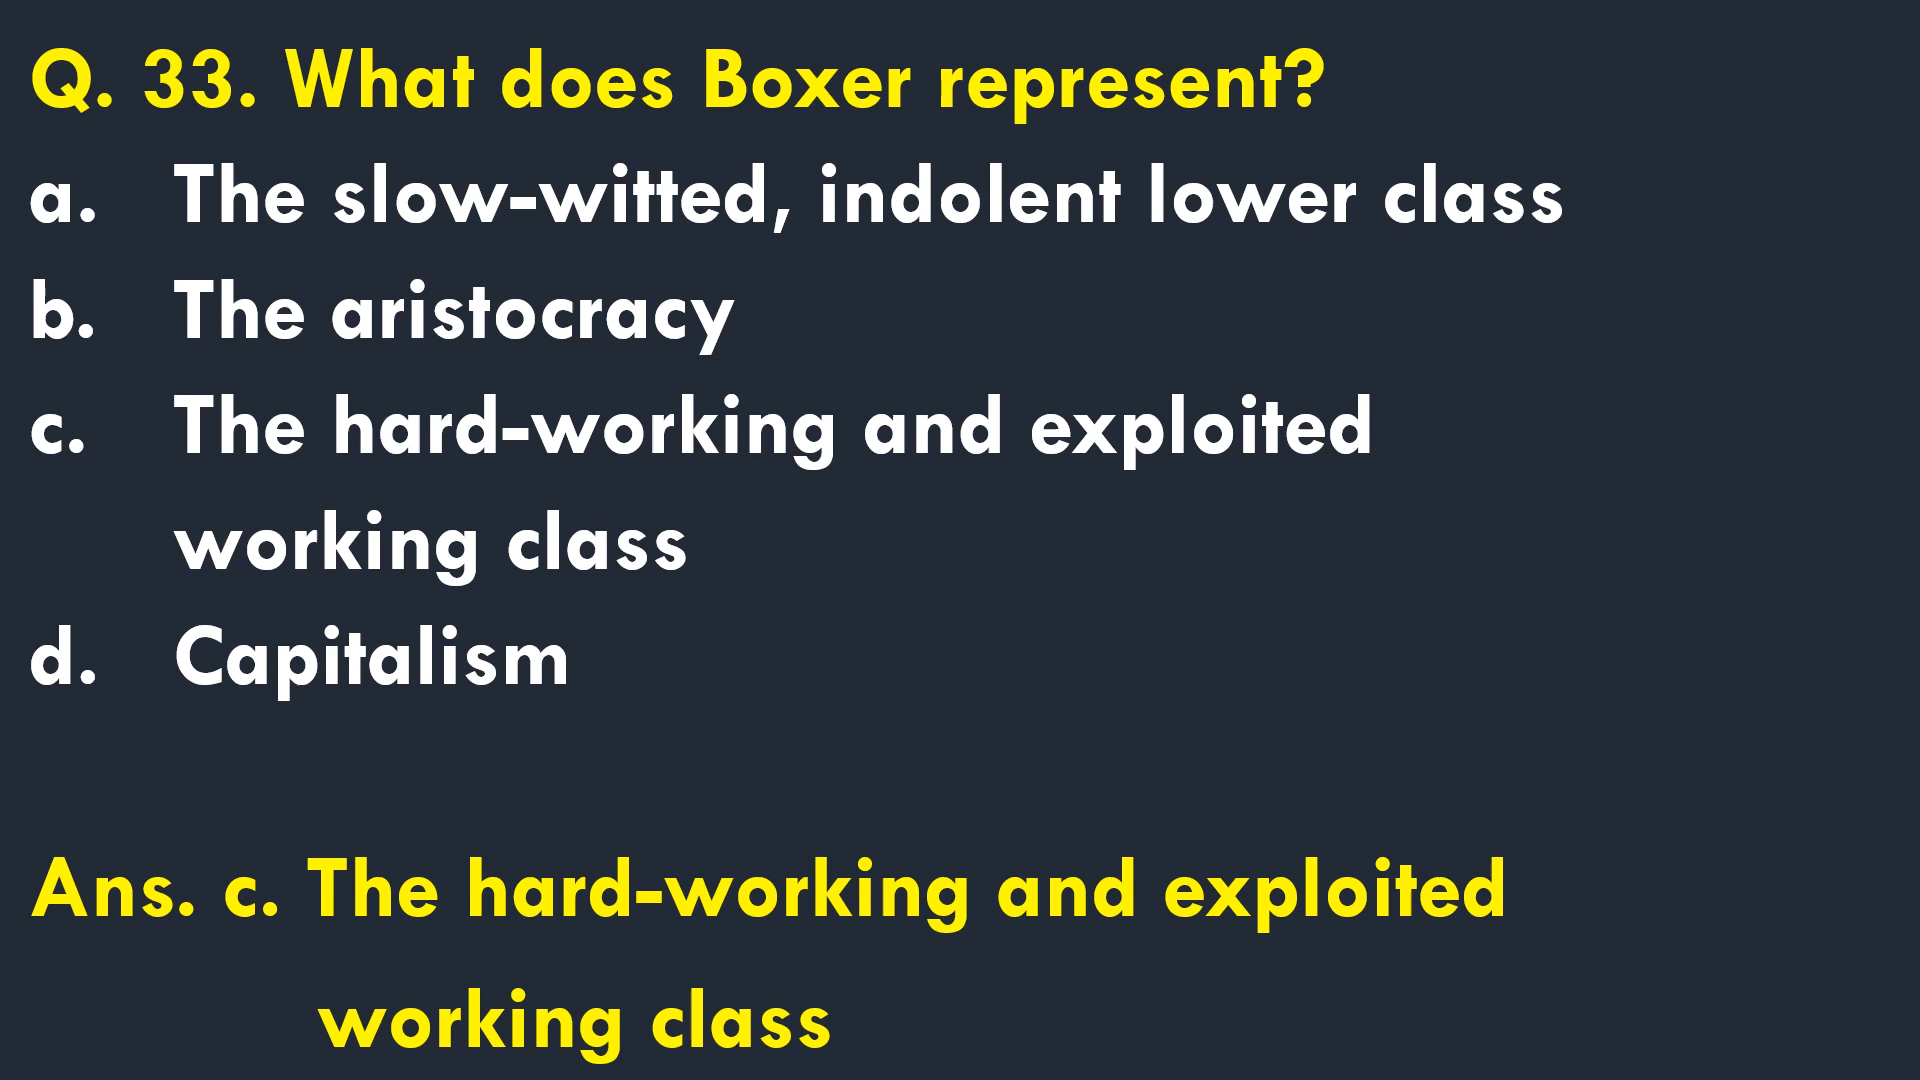 Q. 33. What does Boxer represent?
a. The slow-witted, indolent lower class
b. The aristocracy
c. The hard-working and exploited
working class
d. Capitalism
Ans. c. The hard-working and exploited
working class